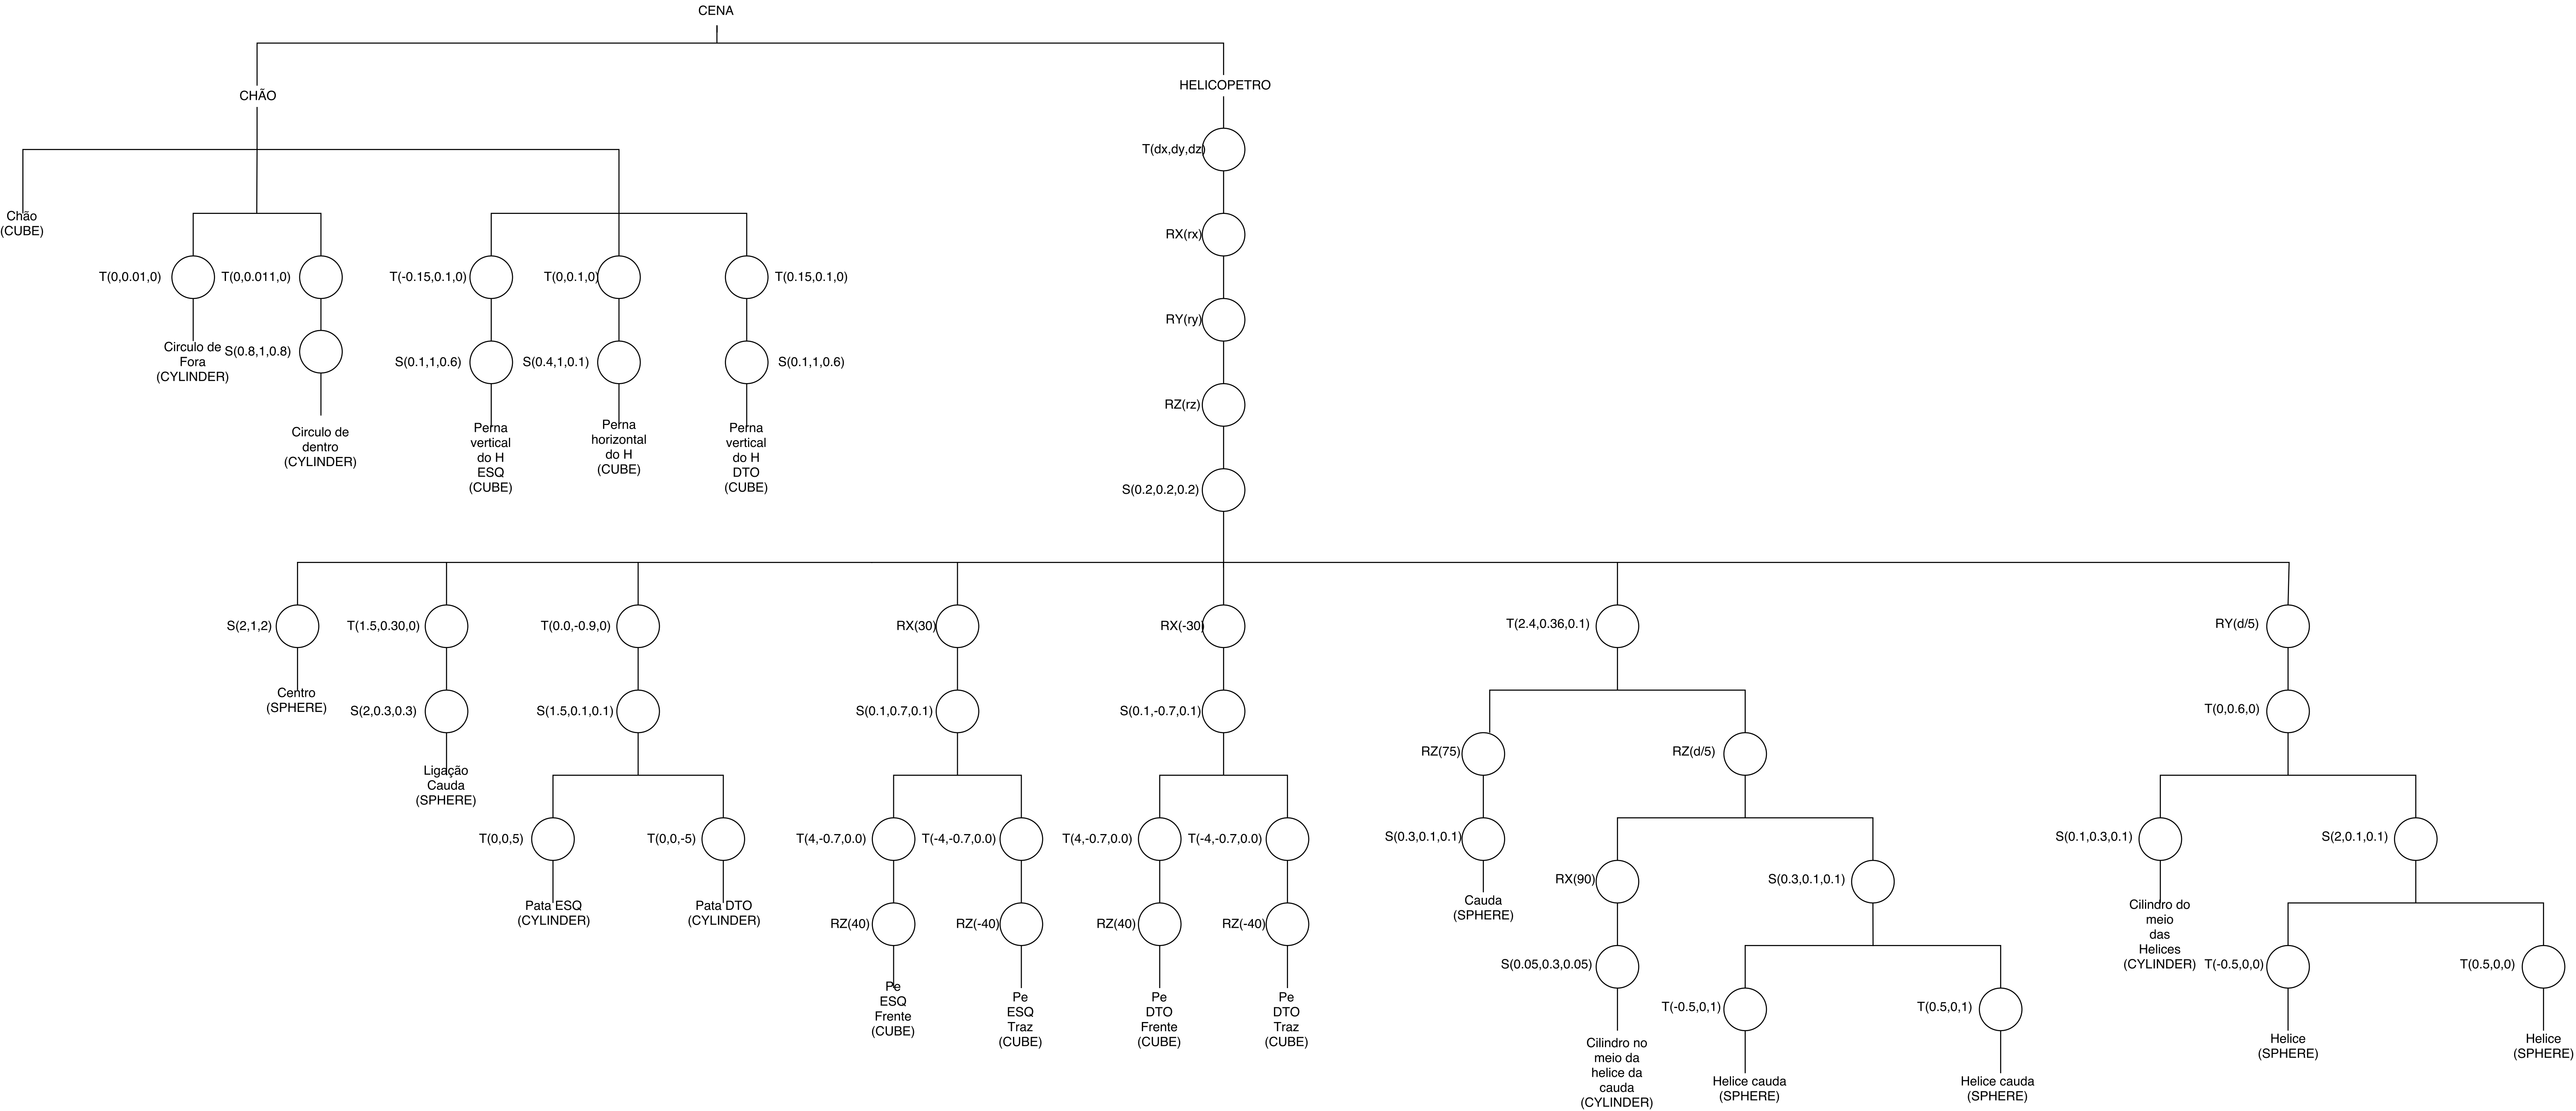 CENA
HELICOPETRO
CHÃO
T(dx,dy,dz)
Chão
(CUBE)
RX(rx)
T(0,0.01,0)
T(0,0.011,0)
T(-0.15,0.1,0)
T(0,0.1,0)
T(0.15,0.1,0)
RY(ry)
Circulo de
Fora
(CYLINDER)
S(0.8,1,0.8)
S(0.1,1,0.6)
S(0.4,1,0.1)
S(0.1,1,0.6)
RZ(rz)
Circulo de
dentro
(CYLINDER)
Perna
vertical
do H
ESQ
(CUBE)
Perna
horizontal
do H
(CUBE)
Perna
vertical
do H
DTO
(CUBE)
S(0.2,0.2,0.2)
S(2,1,2)
T(1.5,0.30,0)
T(0.0,-0.9,0)
RX(30)
RX(-30)
T(2.4,0.36,0.1)
RY(d/5)
Centro
(SPHERE)
S(2,0.3,0.3)
S(1.5,0.1,0.1)
S(0.1,0.7,0.1)
S(0.1,-0.7,0.1)
T(0,0.6,0)
RZ(75)
RZ(d/5)
Ligação
Cauda
(SPHERE)
T(0,0,5)
T(0,0,-5)
T(4,-0.7,0.0)
T(-4,-0.7,0.0)
T(4,-0.7,0.0)
T(-4,-0.7,0.0)
S(0.3,0.1,0.1)
S(0.1,0.3,0.1)
S(2,0.1,0.1)
RX(90)
S(0.3,0.1,0.1)
Pata ESQ
(CYLINDER)
Pata DTO
(CYLINDER)
Cauda
(SPHERE)
RZ(40)
RZ(-40)
RZ(40)
RZ(-40)
Cilindro do
meio
das
Helices
(CYLINDER)
S(0.05,0.3,0.05)
T(-0.5,0,0)
T(0.5,0,0)
Pe
ESQ
Frente
(CUBE)
Pe
ESQ
Traz
(CUBE)
Pe
DTO
Frente
(CUBE)
Pe
DTO
Traz
(CUBE)
T(-0.5,0,1)
T(0.5,0,1)
Cilindro no
meio da
helice da
cauda
(CYLINDER)
Helice cauda
(SPHERE)
Helice cauda
(SPHERE)
Helice
(SPHERE)
Helice
(SPHERE)